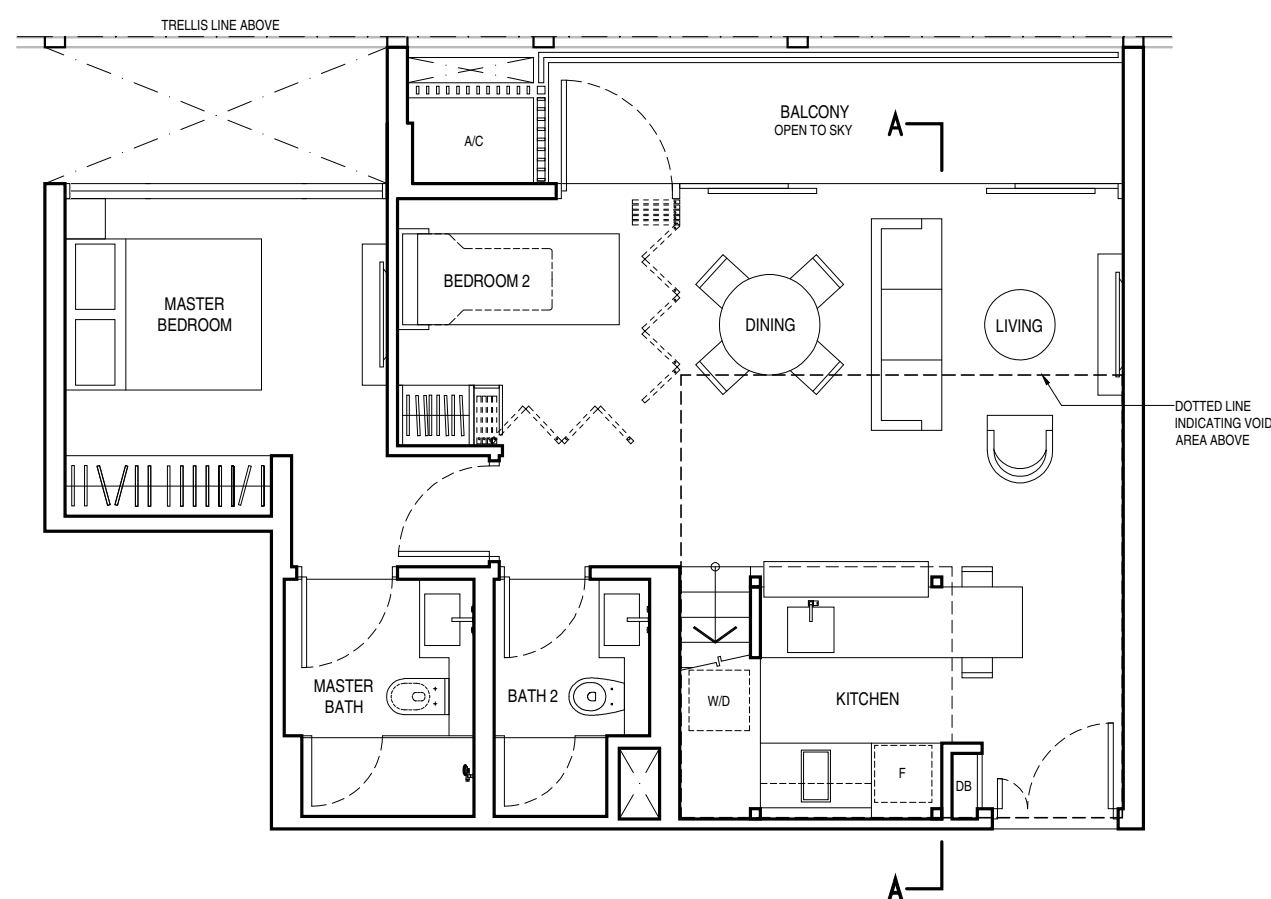 TRELLIS LINE ABOVE
BALCONY
OPEN TO SKY
A
A/C
BEDROOM 2
MASTER
BEDROOM
DINING
LIVING
DOTTED LINE
INDICATING VOID
AREA ABOVE
MASTER
BATH
BATH 2
W/D
KITCHEN
F
DB
A